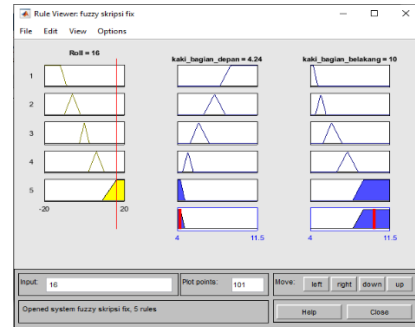 Rule Viewer: fuzzy skripsi fix
File Edit View Options
Roll = 16
kaki_bagian_depan = 4.24
kaki_bagian_belakang = 10
1
2
3
4
5
-20 20
4 11.5
4 11.5
Input: 16
Plot points: 101
Move: left right down up
Opened system fuzzy skripsi fix, 5 rules
Help Close